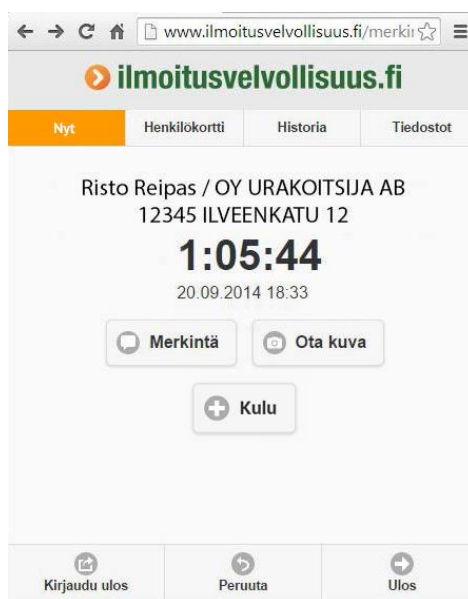 www.ilmoitusvelvollisuus.fi/merkir
ilmoitusvelvollisuus.fi
Nyt Henkilökortti Historia Tiedostot
Risto Reipas / OY URAKOITSIJA AB
12345 ILVEENKATU 12
1:05:44
20.09.2014 18:33
Merkintä Ota kuva
Kulu
Kirjaudu ulos Peruuta Ulos